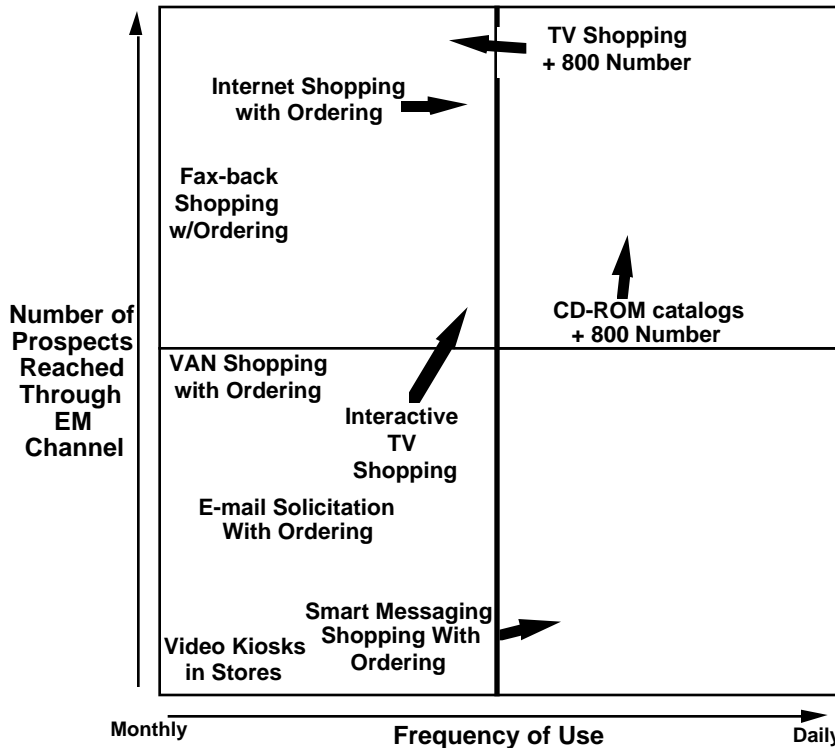 TV Shopping
+ 800 Number
Internet Shopping
with Ordering
Fax-back
Shopping
w/Ordering
Number of
Prospects
Reached
Through
EM
Channel
CD-ROM catalogs
+ 800 Number
VAN Shopping
with Ordering
Interactive
TV
Shopping
E-mail Solicitation
With Ordering
Smart Messaging
Shopping With
Ordering
Video Kiosks
in Stores
Monthly
Frequency of Use
Daily